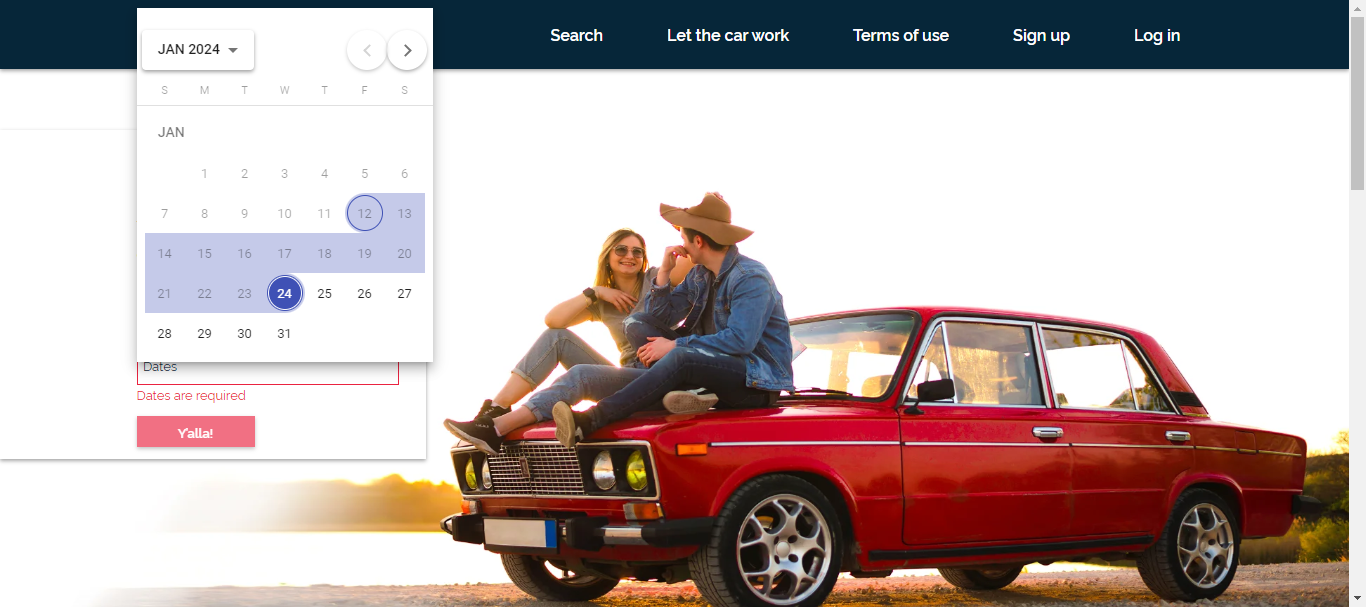 Search Let the car work Terms of use Sign up Log in
JAN 2024
S M T W T F S
JAN
1 2 3 4 5 6
7 8 9 10 11 12 13
14 15 16 17 18 19 20
21 22 23 24 25 26 27
28 29 30 31
Dates
Dates are required
Y'alla!